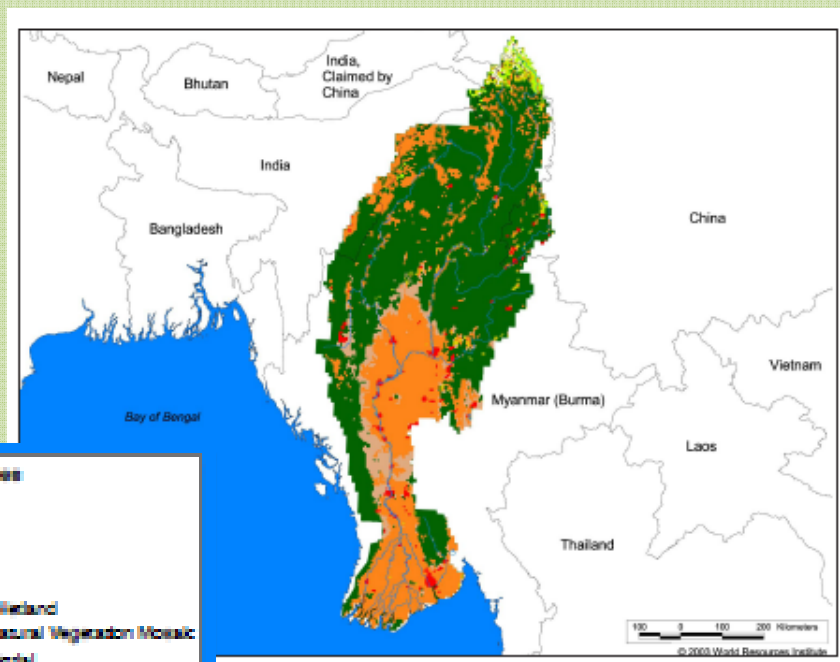 Nepal
Bhutan
India,
Claimed by
China
India
China
Bangladesh
Vietnam
Myanmar (Burma)
Bay of Bengal
Laos
Thailand
Natural Vegetation Mosaic
100 0 100 200 Kilometers
© 2003 World Resources Institute